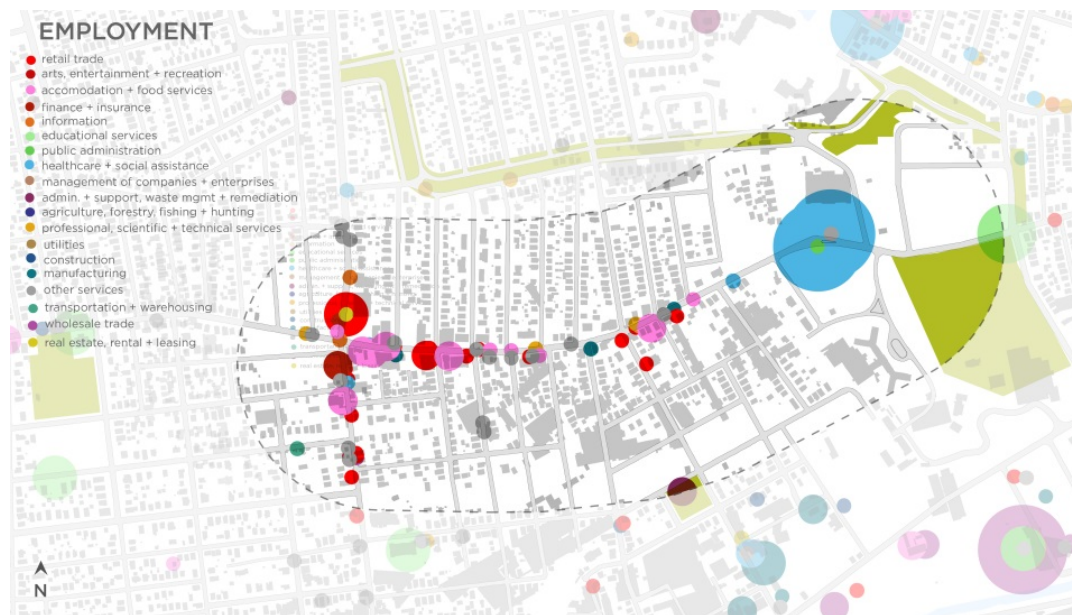 EMPLOYMENT
retail trade
arts, entertainment + recreation
accomodation + food services
finance + insurance
information
educational services
public administration
healthcare + social assistance
management of companies + enterprises
admin. + support, waste mgmt + remediation
agriculture, forestry, fishing + hunting
professional, scientific + technical services
utilities
construction
manufacturing
other services
transportation + warehousing
wholesale trade
real estate, rental + leasing
N